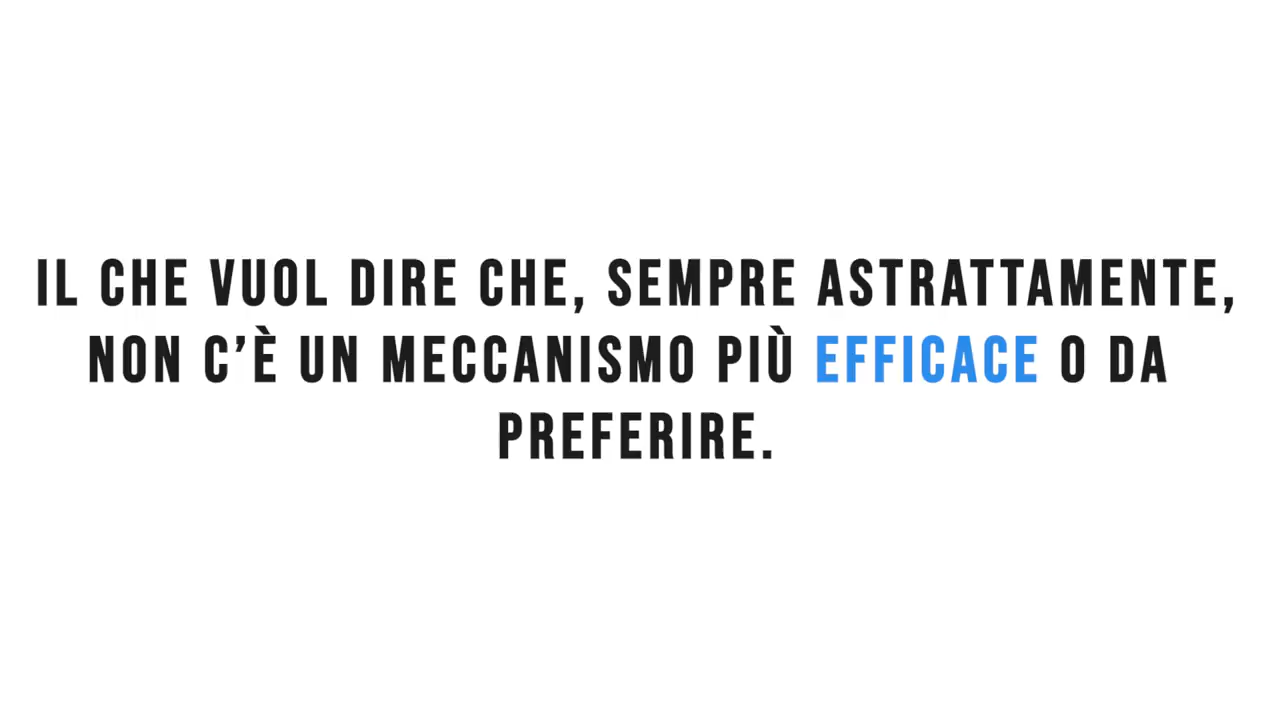 IL CHE VUOL DIRE CHE, SEMPRE ASTRATTAMENTE,
NON C’È UN MECCANISMO PIÙ EFFICACE O DA
PREFERIRE.